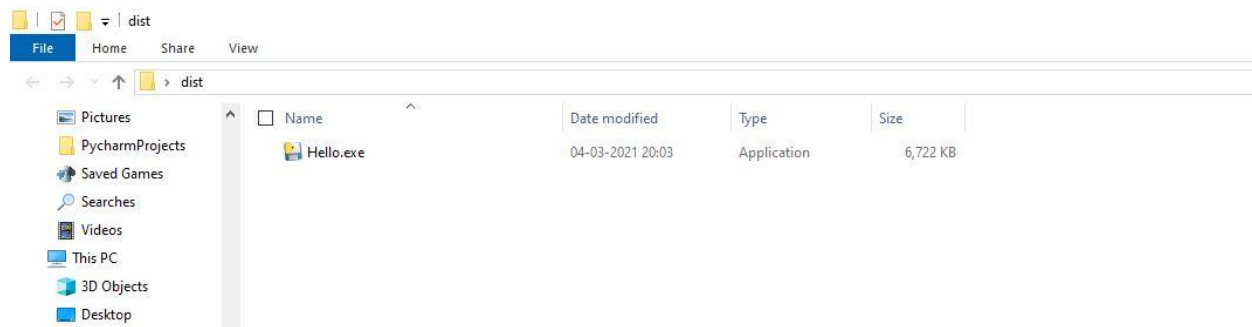 dist
File Home Share View
dist
Pictures
PycharmProjects
Saved Games
Searches
Videos
This PC
3D Objects
Desktop
Name Date modified Type Size
Hello.exe 04-03-2021 20:03 Application 6,722 KB